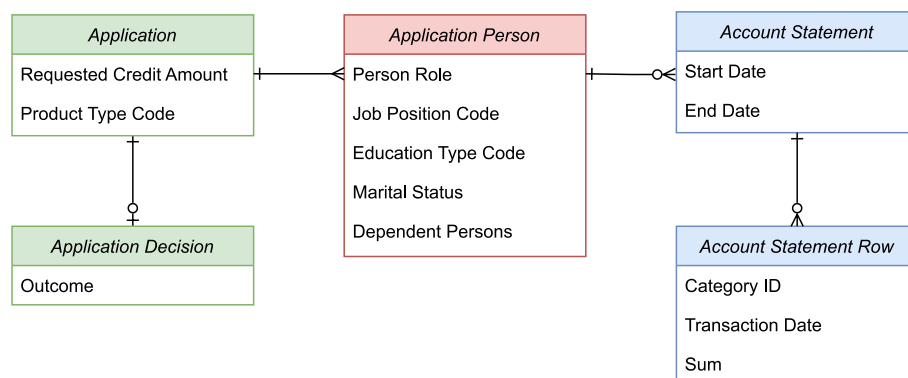 Application
Requested Credit Amount
Product Type Code
Application Decision
Outcome
Application Person
Person Role
Job Position Code
Education Type Code
Marital Status
Dependent Persons
Account Statement
Start Date
End Date
Account Statement Row
Category ID
Transaction Date
Sum